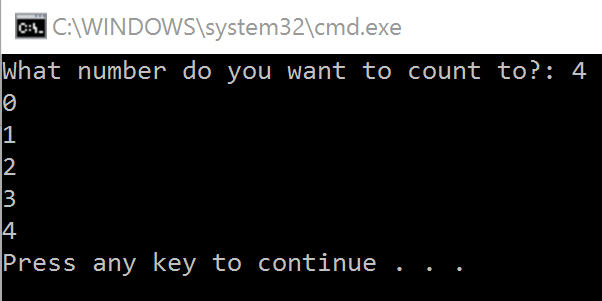 C:\WINDOWS\system32\cmd.exe
What number do you want to count to?: 4
0
1
2
3
4
Press any key to continue . . .